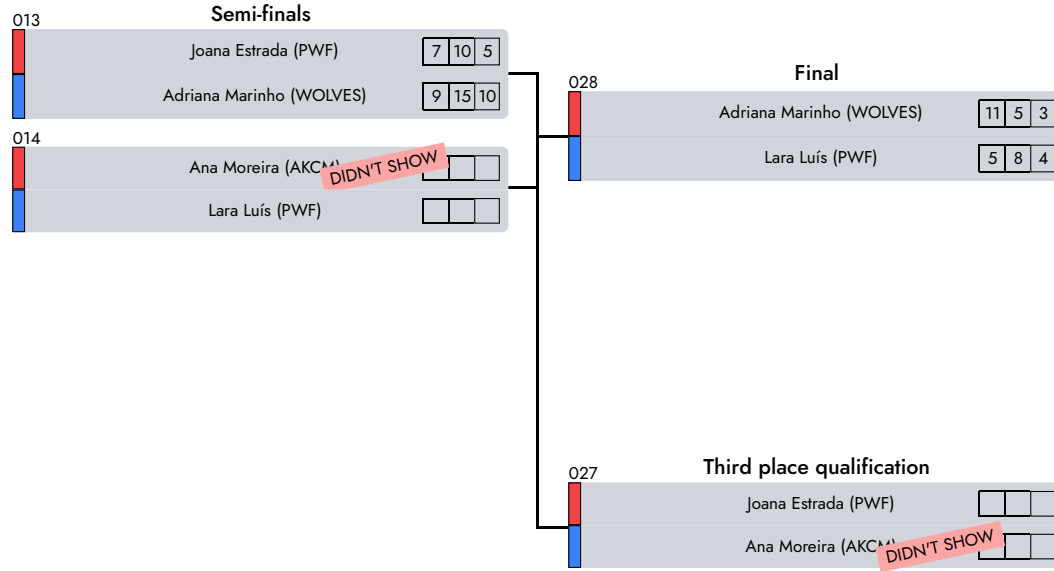 Semi-finals
013
Joana Estrada (PWF) 7 10 5
Adriana Marinho (WOLVES) 9 15 10
014
Ana Moreira (AKCM) DIDN'T SHOW
Lara Luís (PWF)
Final
028
Adriana Marinho (WOLVES) 11 5 3
Lara Luís (PWF) 5 8 4
Third place qualification
027
Joana Estrada (PWF)
Ana Moreira (AKCM) DIDN'T SHOW